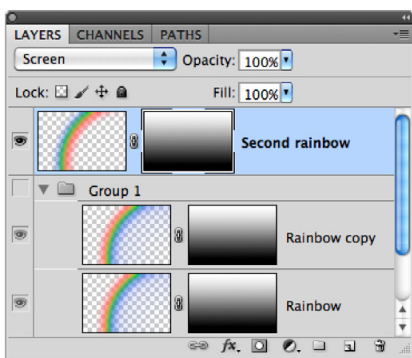 LAYERS CHANNELS PATHS
Screen Opacity: 100%
Lock: Fill: 100%
Second rainbow
Group 1
Rainbow copy
Rainbow
fx.